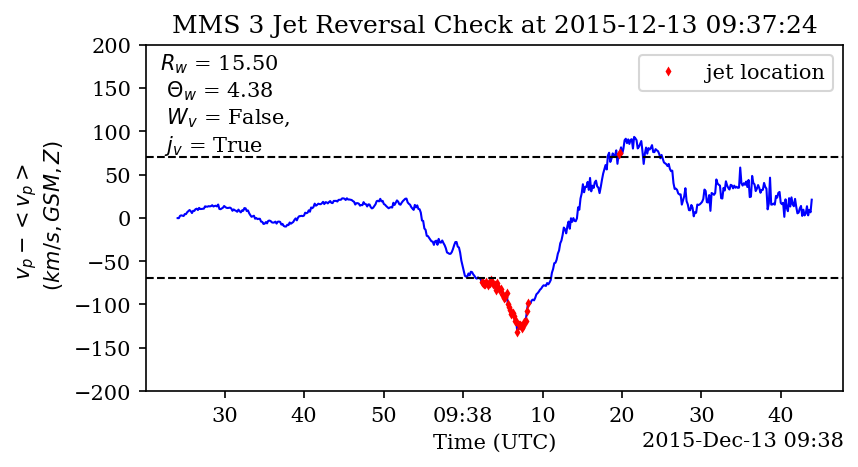 MMS 3 Jet Reversal Check at 2015-12-13 09:37:24
R_w = 15.50
Θ_w = 4.38
W_v = False,
j_v = True
jet location
200
150
100
50
0
−50
−100
−150
−200
v_p − < v_p >
(km/s, GSM, Z)
30 40 50 09:38 10 20 30 40
Time (UTC)
2015-Dec-13 09:38